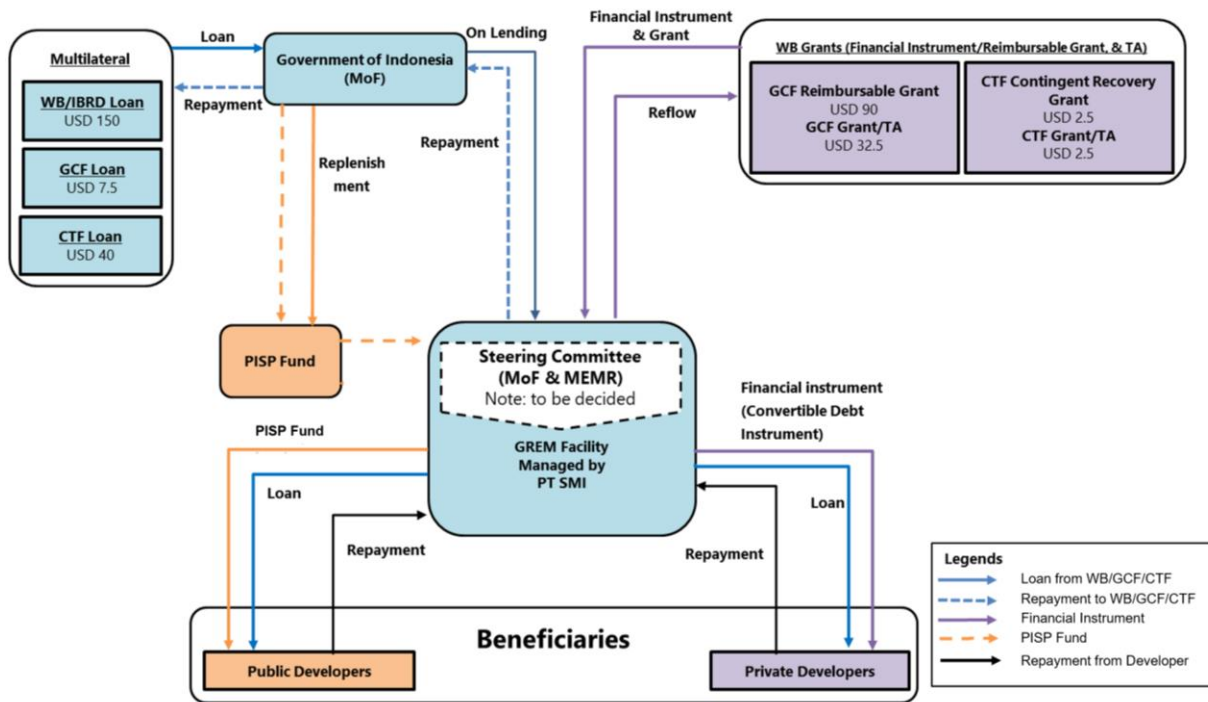 Multilateral
WB/IBRD Loan
USD 150
GCF Loan
USD 7.5
CTF Loan
USD 40
Loan
Repayment
Government of Indonesia
(MoF)
On Lending
Repayment
Replenish
ment
Financial Instrument
& Grant
Reflow
WB Grants (Financial Instrument/Reimbursable Grant, & TA)
GCF Reimbursable Grant
USD 90
GCF Grant/TA
USD 32.5
CTF Contingent Recovery
Grant
USD 2.5
CTF Grant/TA
USD 2.5
PISP Fund
Steering Committee
(MoF & MEMR)
Note: to be decided
GREM Facility
Managed by
PT SMI
PISP Fund
Loan
Repayment
Financial instrument
(Convertible Debt
Instrument)
Loan
Repayment
Beneficiaries
Public Developers
Private Developers
Legends
Loan from WB/GCF/CTF
Repayment to WB/GCF/CTF
Financial Instrument
PISP Fund
Repayment from Developer